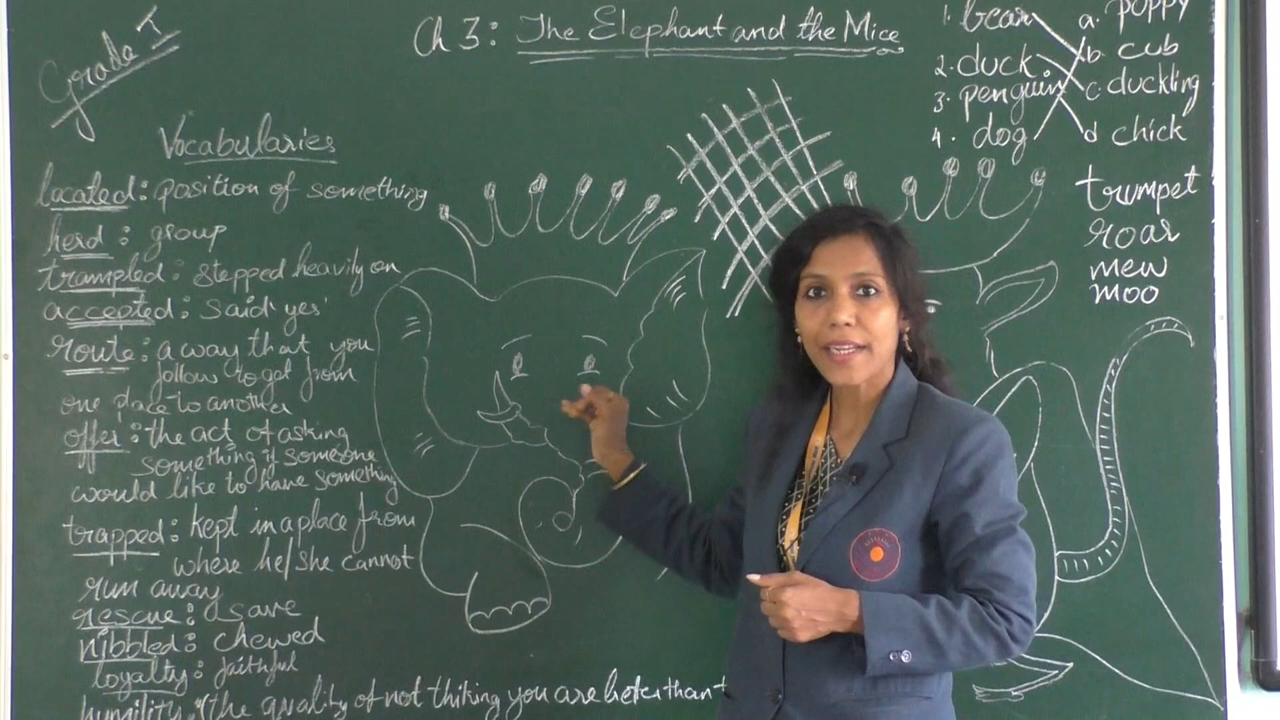 Grade I
Ch 3: The Elephant and the Mice
Vocabularies
located: position of something
herd: group
trampled: stepped heavily on
accepted: said 'yes'
route: a way that you
follow to get from
one place to another
offer: the act of asking
something if someone
would like to have something
trapped: kept in a place from
where he/she cannot
run away
rescue: save
nibbled: chewed
loyalty: faithful
humility: (the quality of not thiking you are beter than
1. bear
2. duck
3. penguin
4. dog
a. puppy
b. cub
c. duckling
d chick
trumpet
roar
mew
moo